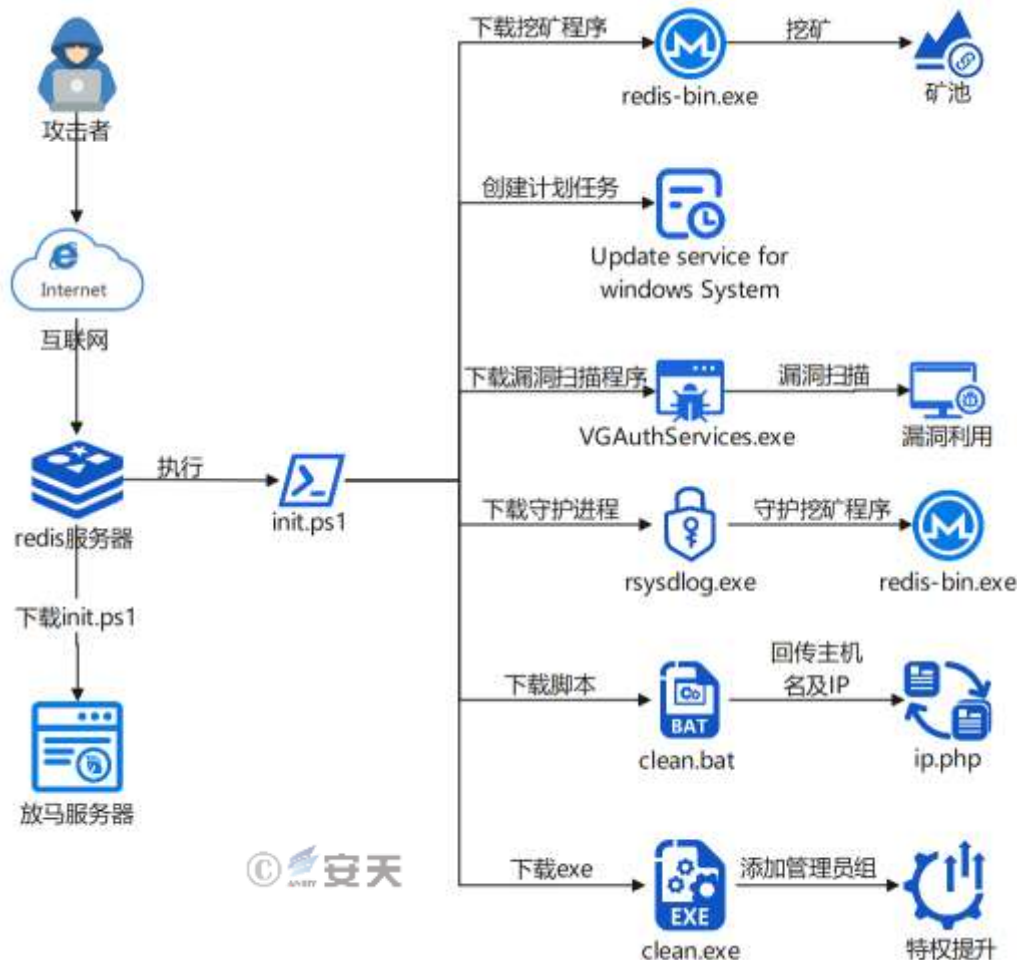 攻击者
Internet
互联网
redis服务器
下载init.ps1
放马服务器
执行
init.ps1
下载挖矿程序
redis-bin.exe
挖矿
矿池
创建计划任务
Update service for
windows System
下载漏洞扫描程序
VGAuthServices.exe
漏洞扫描
漏洞利用
下载守护进程
rsysdlog.exe
守护挖矿程序
redis-bin.exe
下载脚本
BAT
clean.bat
回传主机
名及IP
ip.php
下载exe
EXE
clean.exe
添加管理员组
特权提升
© 安天